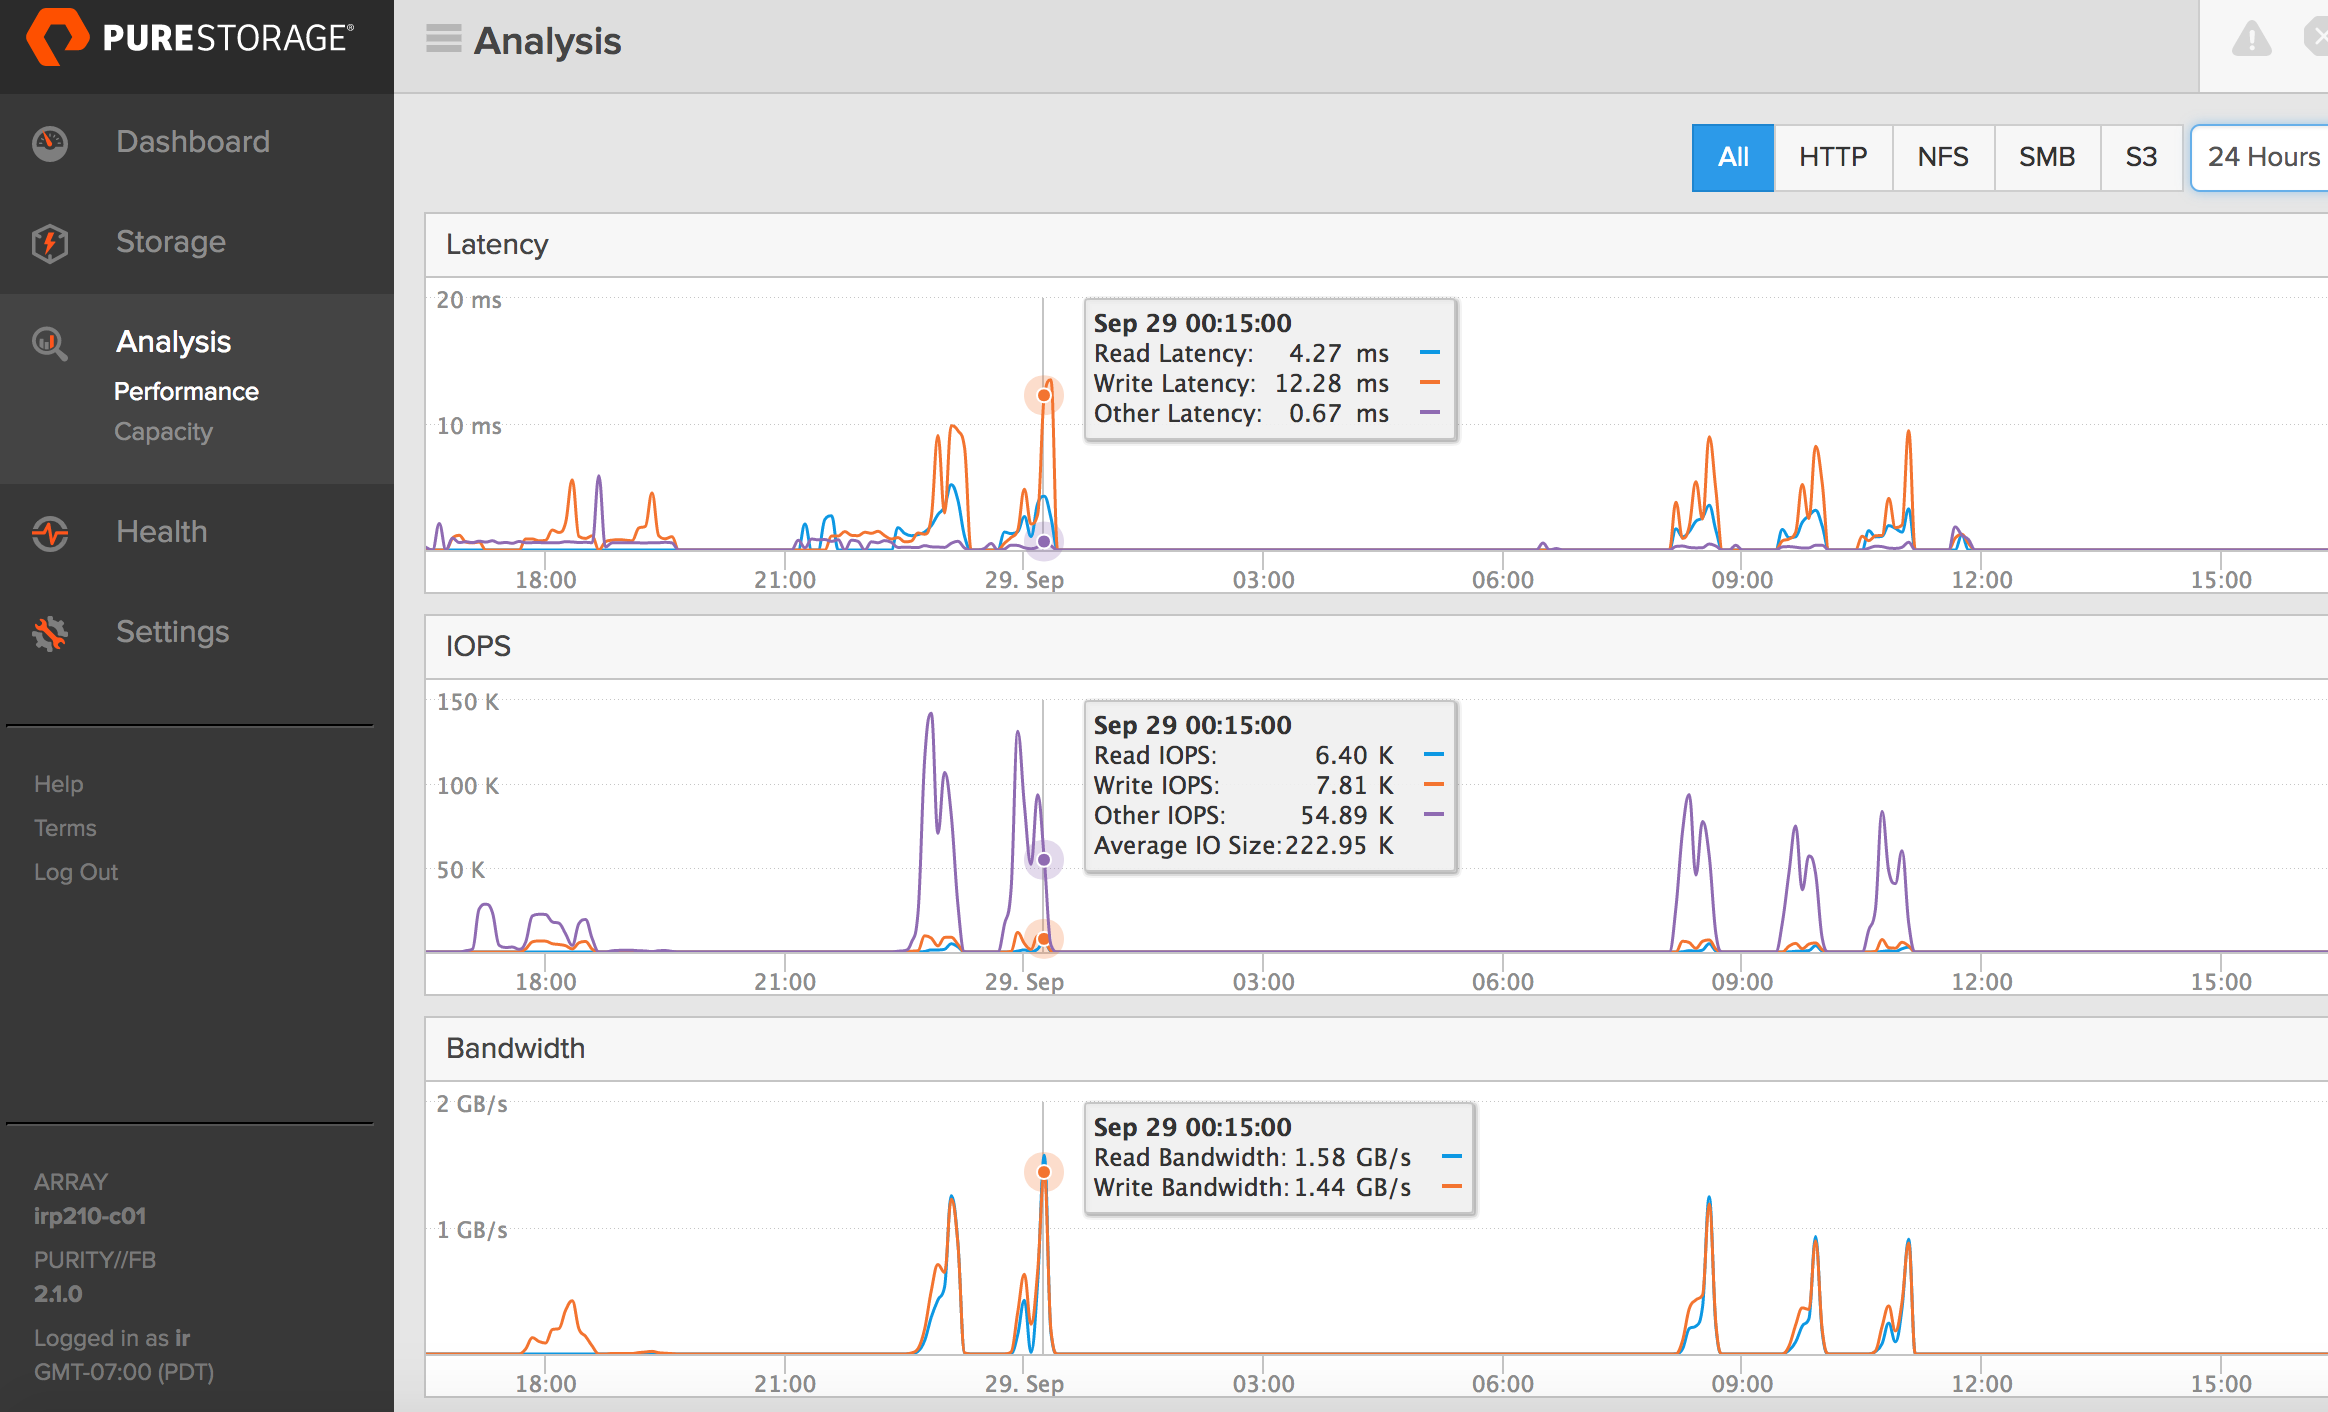 PURESTORAGE®
Dashboard
Storage
Analysis
Performance
Capacity
Health
Settings
Help
Terms
Log Out
ARRAY
irp210-c01
PURITY//FB
2.1.0
Logged in as ir
GMT-07:00 (PDT)
Analysis
All HTTP NFS SMB S3 24 Hours
Latency
20 ms
10 ms
Sep 29 00:15:00
Read Latency: 4.27 ms
Write Latency: 12.28 ms
Other Latency: 0.67 ms
18:00 21:00 29. Sep 03:00 06:00 09:00 12:00 15:00
IOPS
150 K
100 K
50 K
Sep 29 00:15:00
Read IOPS: 6.40 K
Write IOPS: 7.81 K
Other IOPS: 54.89 K
Average IO Size: 222.95 K
18:00 21:00 29. Sep 03:00 06:00 09:00 12:00 15:00
Bandwidth
2 GB/s
1 GB/s
Sep 29 00:15:00
Read Bandwidth: 1.58 GB/s
Write Bandwidth: 1.44 GB/s
18:00 21:00 29. Sep 03:00 06:00 09:00 12:00 15:00